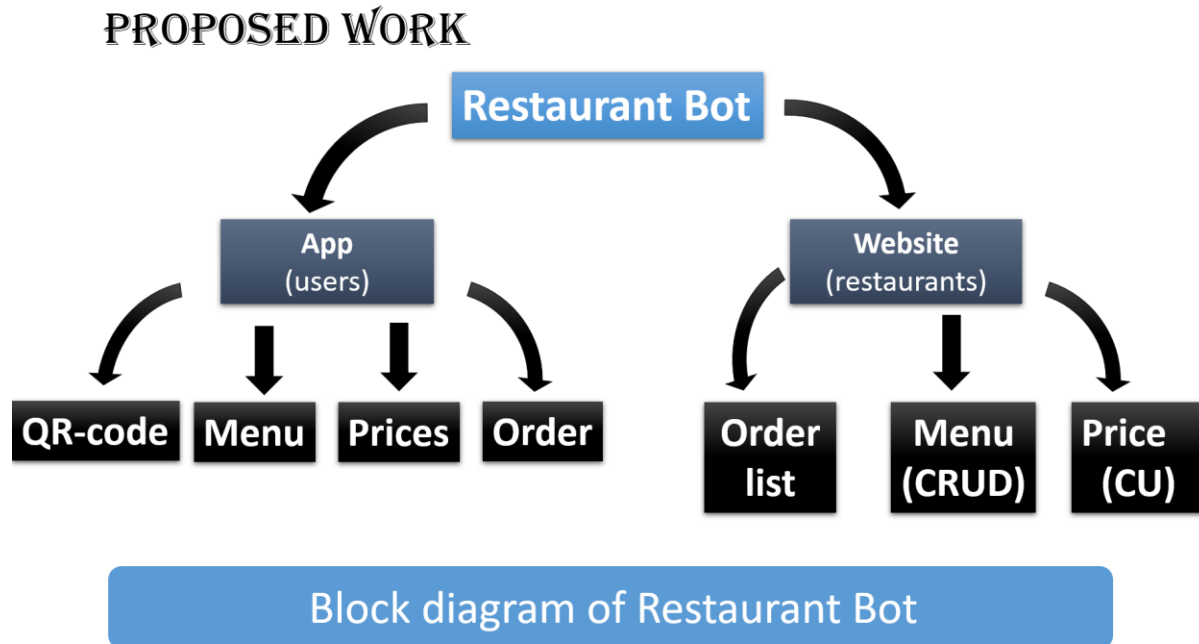 PROPOSED WORK
Restaurant Bot
App
(users)
Website
(restaurants)
QR-code
Menu
Prices
Order
Order
list
Menu
(CRUD)
Price
(CU)
Block diagram of Restaurant Bot